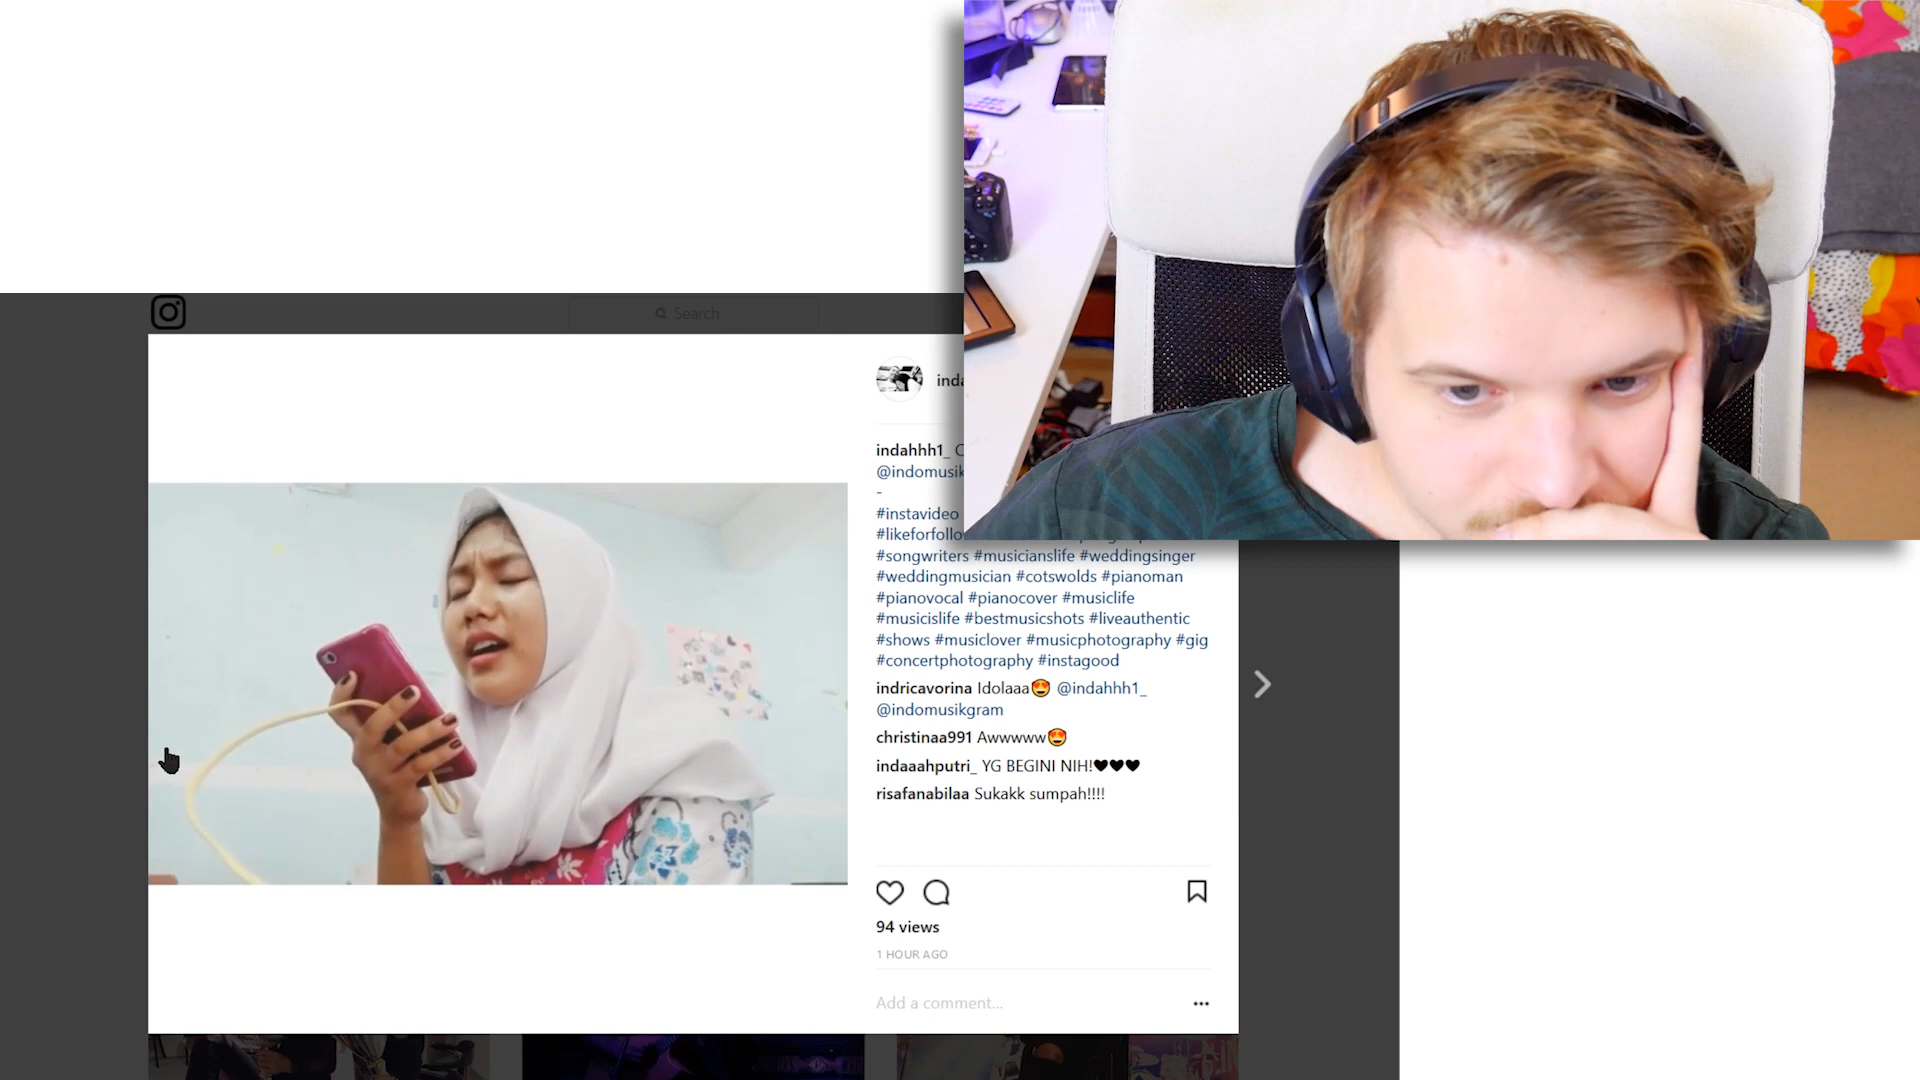 Search
indahhh1_
@indomusik
-
#instavideo
#likeforfollo
#songwriters #musicianslife #weddingsinger
#weddingmusician #cotswolds #pianoman
#pianovocal #pianocover #musiclife
#musicislife #bestmusicshots #liveauthentic
#shows #musiclover #musicphotography #gig
#concertphotography #instagood
indricavorina Idolaaa😍 @indahhh1_
@indomusikgram
christinaa991 Awwwww😍
indaaahputri_ YG BEGINI NIH!♥♥♥
risafanabilaa Sukakk sumpah!!!!
94 views
1 HOUR AGO
Add a comment...